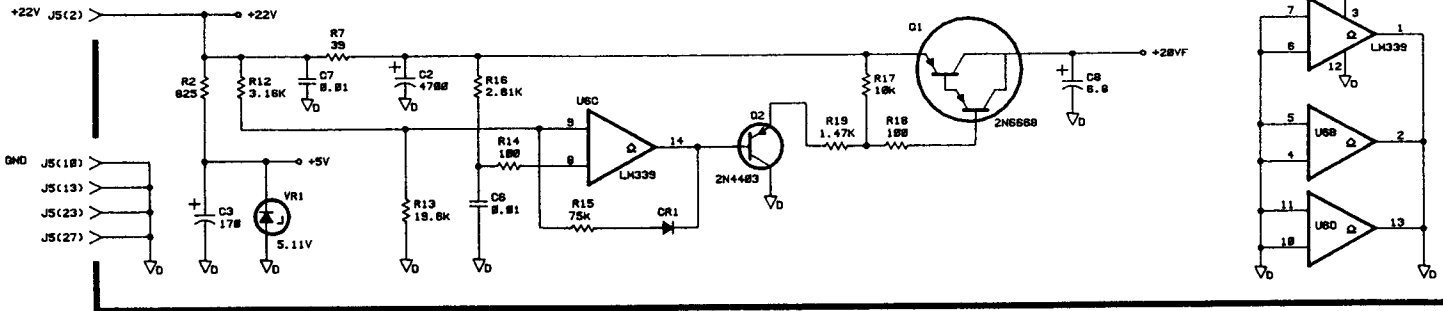 +22V J5(2) +22V
R7
39
R2
825
R12
3.16K
C7
0.01
C2
4700
R16
2.61K
R17
10k
Q1
+20VF
C8
6.8
2N6668
U6C
9
8
14
LM339
R14
100
Q2
2N4403
R19
1.47K
R18
100
GND J5(10)
J5(13)
J5(23)
J5(27)
+5V
C3
170
VR1
5.11V
R13
19.6K
C6
0.01
R15
75k
CR1
D D D D D D D D D D
7
6
3
1
12
LM339
D
5
4
U6B
2
11
10
U6D
13
D D